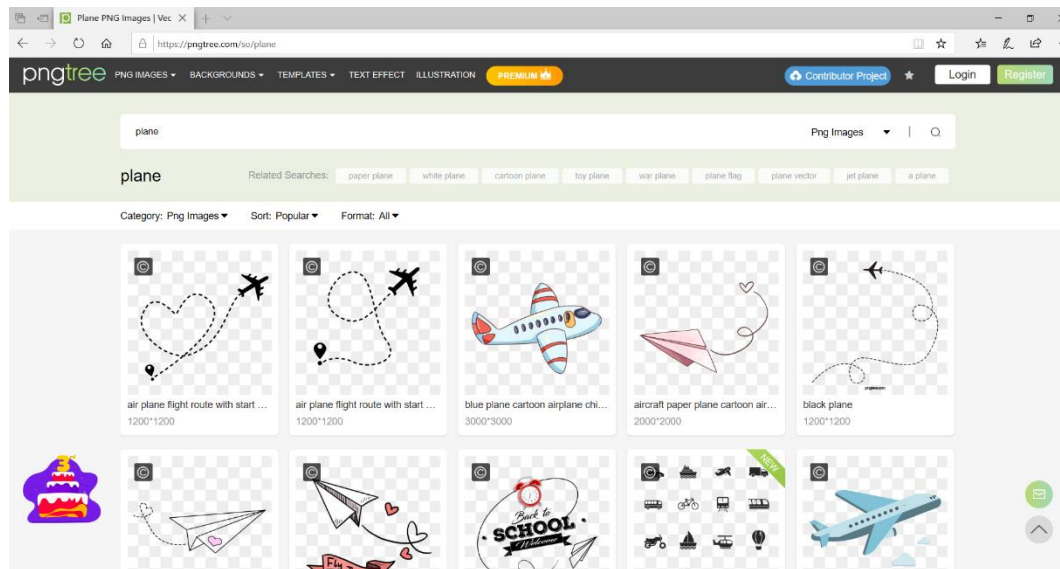 Plane PNG Images | Vec
https://pngtree.com/so/plane
pngtree PNG IMAGES BACKGROUNDS TEMPLATES TEXT EFFECT ILLUSTRATION PREMIUM Contributor Project Login Register
plane Png Images
plane Related Searches: paper plane white plane cartoon plane toy plane war plane plane flag plane vector jet plane a plane
Category: Png Images Sort: Popular Format: All
© © © © ©
pngtree.com
air plane flight route with start ... air plane flight route with start ... blue plane cartoon airplane chi... aircraft paper plane cartoon air... black plane
1200*1200 1200*1200 3000*3000 2000*2000 1200*1200
3
© © © © NEW ©
Back to
SCHOOL
Welcome
Fly